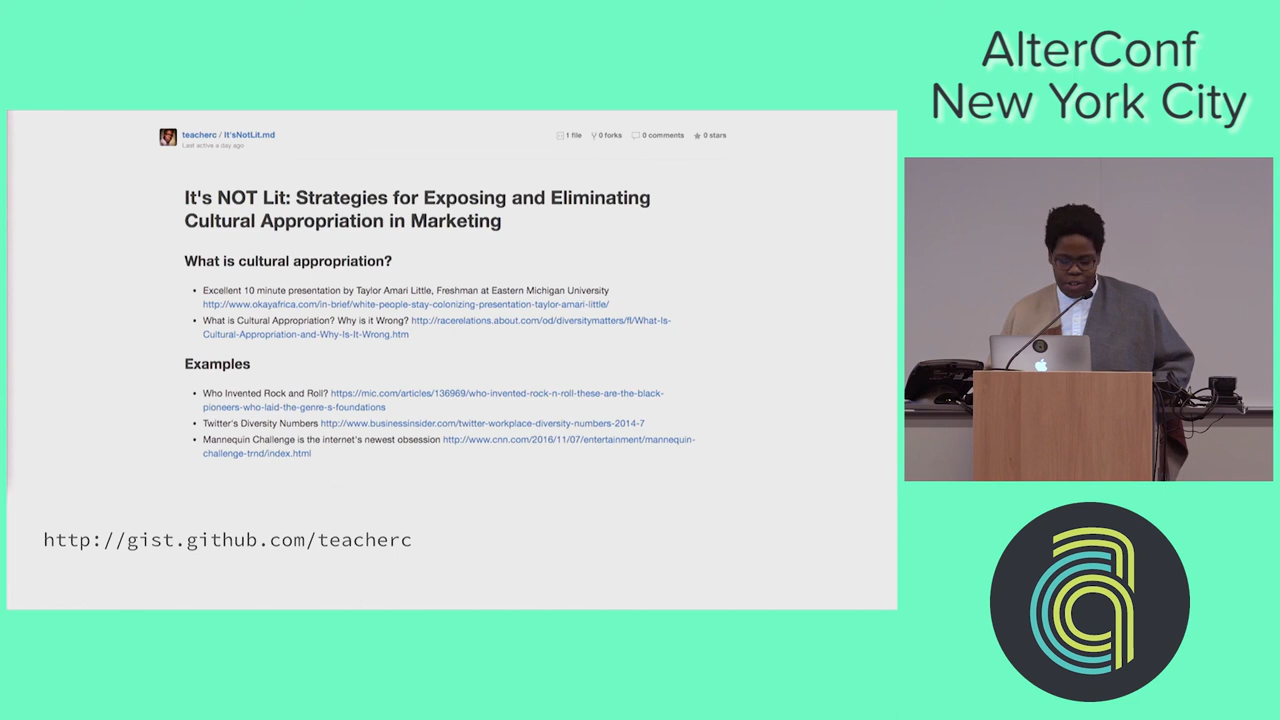 AlterConf
New York City
teacherc / It'sNotLit.md
Last active a day ago
1 file
0 forks
0 comments
0 stars
It's NOT Lit: Strategies for Exposing and Eliminating
Cultural Appropriation in Marketing
What is cultural appropriation?
• Excellent 10 minute presentation by Taylor Amari Little, Freshman at Eastern Michigan University
http://www.okayafrica.com/in-brief/white-people-stay-colonizing-presentation-taylor-amari-little/
• What is Cultural Appropriation? Why is it Wrong? http://racerelations.about.com/od/diversitymatters/fl/What-Is-
Cultural-Appropriation-and-Why-Is-It-Wrong.htm
Examples
• Who Invented Rock and Roll? https://mic.com/articles/136969/who-invented-rock-n-roll-these-are-the-black-
pioneers-who-laid-the-genre-s-foundations
• Twitter's Diversity Numbers http://www.businessinsider.com/twitter-workplace-diversity-numbers-2014-7
• Mannequin Challenge is the internet's newest obsession http://www.cnn.com/2016/11/07/entertainment/mannequin-
challenge-trnd/index.html
http://gist.github.com/teacherc